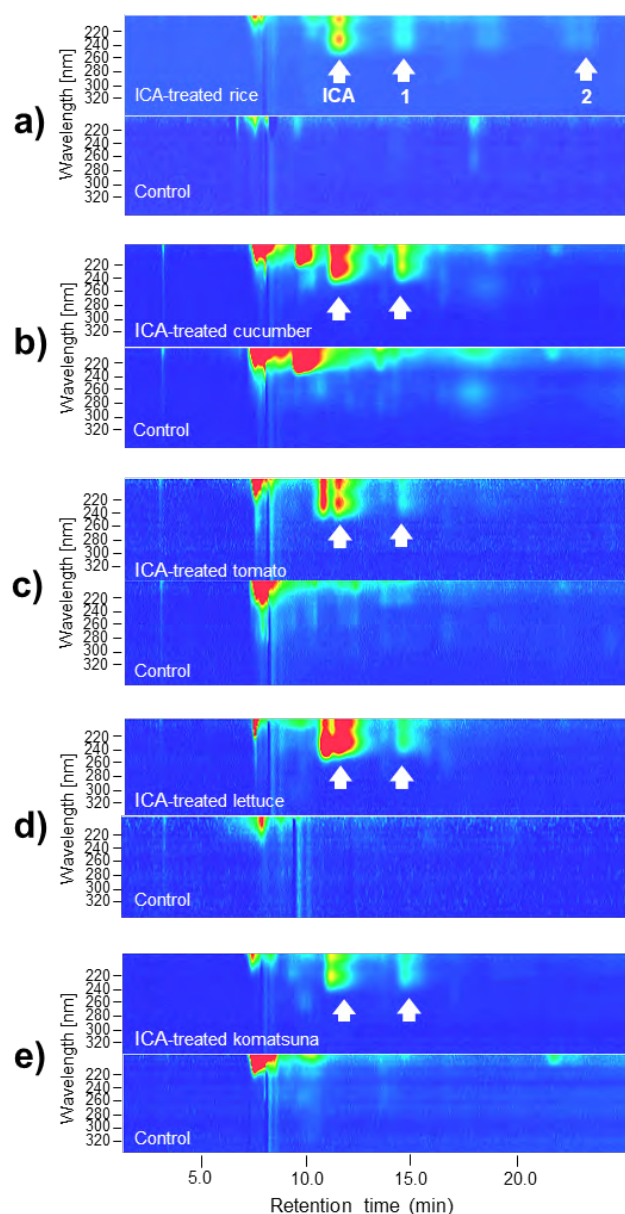 a)
Wavelength [nm]
220
240
260
280
300
320
ICA-treated rice
ICA
1
2
220
240
260
280
300
320
Control
b)
Wavelength [nm]
220
240
260
280
300
320
ICA-treated cucumber
220
240
260
280
300
320
Control
c)
Wavelength [nm]
220
240
260
280
300
320
ICA-treated tomato
220
240
260
280
300
320
Control
d)
Wavelength [nm]
220
240
260
280
300
320
ICA-treated lettuce
220
240
260
280
300
320
Control
e)
Wavelength [nm]
220
240
260
280
300
320
ICA-treated komatsuna
220
240
260
280
300
320
Control
5.0 10.0 15.0 20.0
Retention time (min)